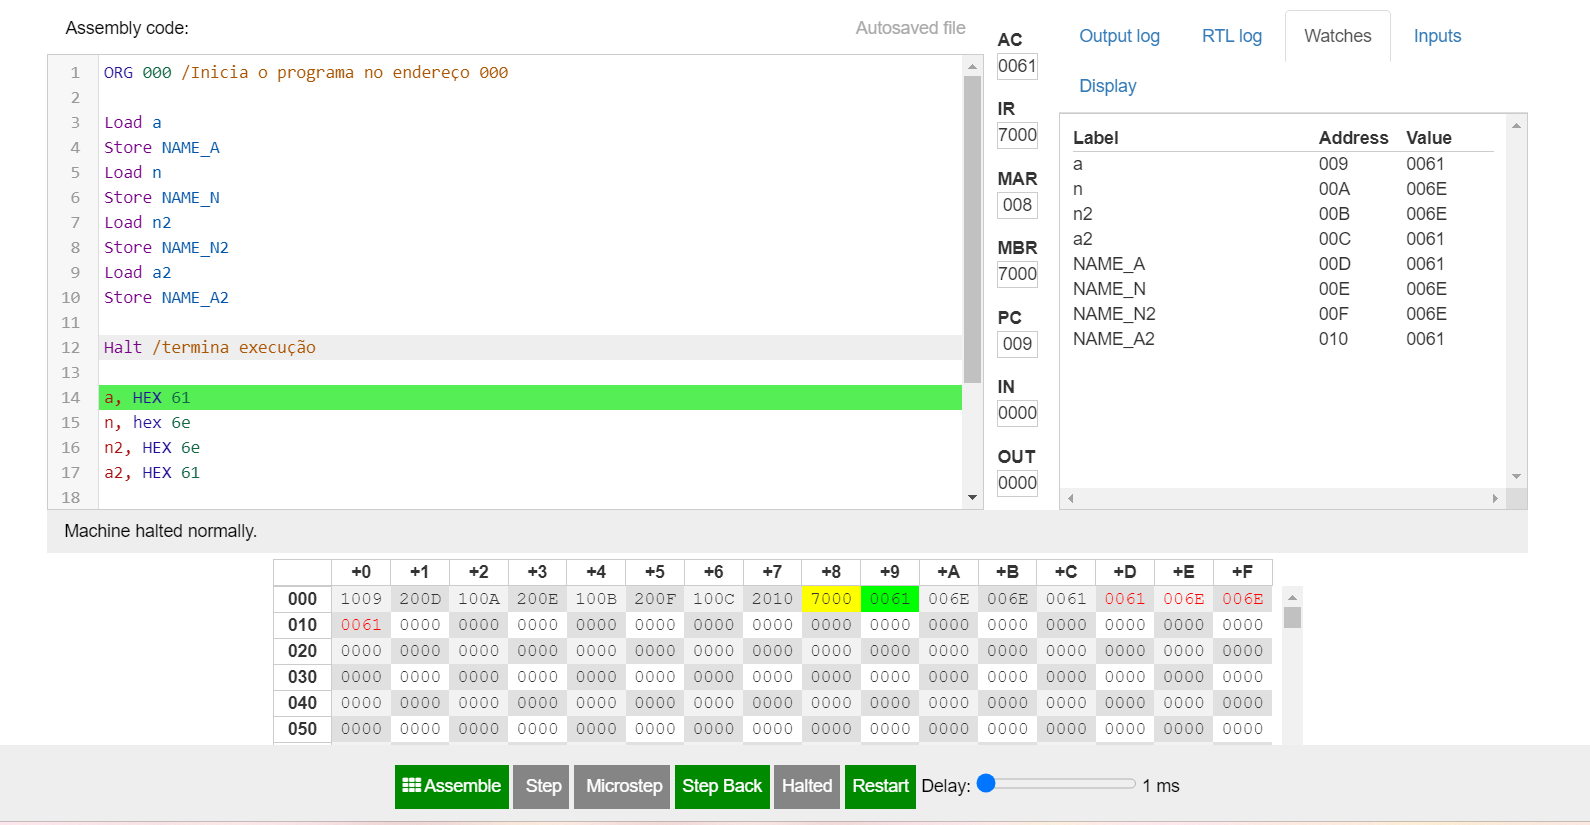 Assembly code:
Autosaved file
1 ORG 000 /Inicia o programa no endereço 000
2
3 Load a
4 Store NAME_A
5 Load n
6 Store NAME_N
7 Load n2
8 Store NAME_N2
9 Load a2
10 Store NAME_A2
11
12 Halt /termina execução
13
14 a, HEX 61
15 n, hex 6e
16 n2, HEX 6e
17 a2, HEX 61
18
AC
0061
IR
7000
MAR
008
MBR
7000
PC
009
IN
0000
OUT
0000
Output log RTL log Watches Inputs
Display
Label Address Value
a 009 0061
n 00A 006E
n2 00B 006E
a2 00C 0061
NAME_A 00D 0061
NAME_N 00E 006E
NAME_N2 00F 006E
NAME_A2 010 0061
Machine halted normally.
+0 +1 +2 +3 +4 +5 +6 +7 +8 +9 +A +B +C +D +E +F
000 1009 200D 100A 200E 100B 200F 100C 2010 7000 0061 006E 006E 0061 0061 006E 006E
010 0061 0000 0000 0000 0000 0000 0000 0000 0000 0000 0000 0000 0000 0000 0000 0000
020 0000 0000 0000 0000 0000 0000 0000 0000 0000 0000 0000 0000 0000 0000 0000 0000
030 0000 0000 0000 0000 0000 0000 0000 0000 0000 0000 0000 0000 0000 0000 0000 0000
040 0000 0000 0000 0000 0000 0000 0000 0000 0000 0000 0000 0000 0000 0000 0000 0000
050 0000 0000 0000 0000 0000 0000 0000 0000 0000 0000 0000 0000 0000 0000 0000 0000
Assemble Step Microstep Step Back Halted Restart Delay: 1 ms